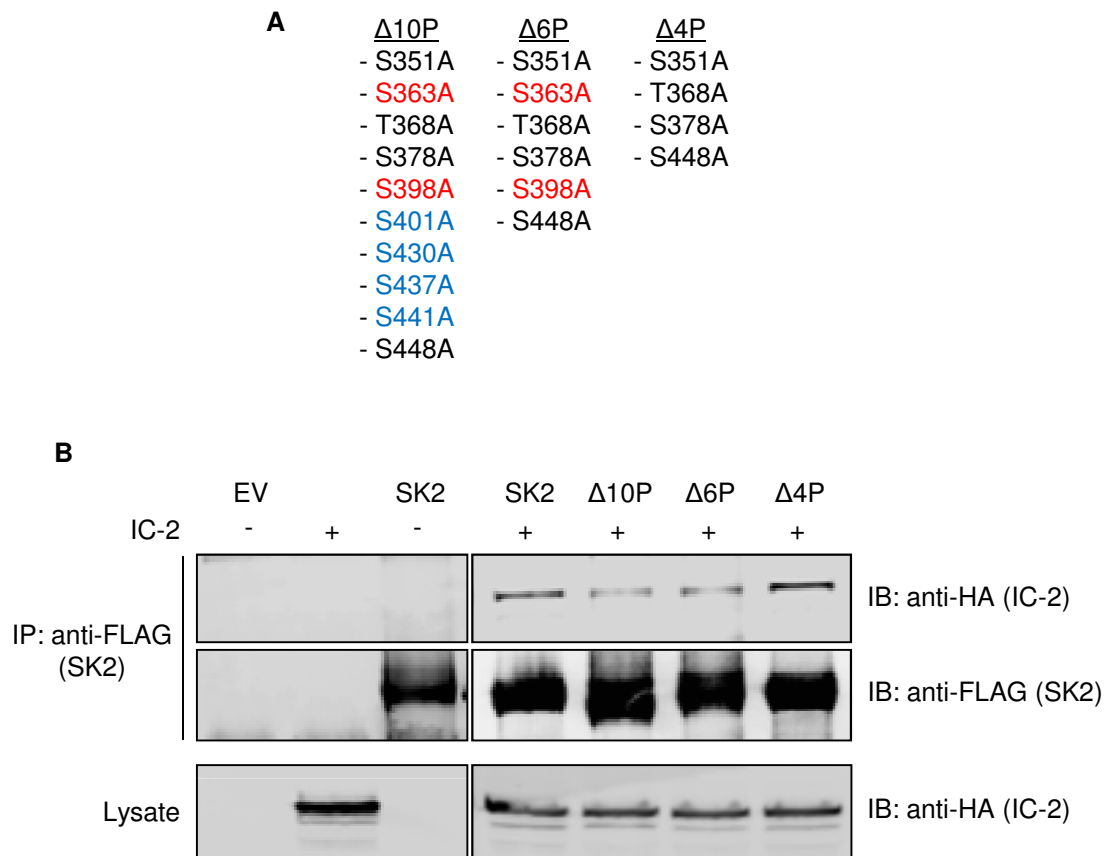 A
Δ10P Δ6P Δ4P
- S351A - S351A - S351A
- S363A - S363A - T368A
- T368A - T368A - S378A
- S378A - S378A - S448A
- S398A - S398A
- S401A - S448A
- S430A
- S437A
- S441A
- S448A
B
EV SK2 SK2 Δ10P Δ6P Δ4P
IC-2 - + - + + + +
IP: anti-FLAG
(SK2)
IB: anti-HA (IC-2)
IB: anti-FLAG (SK2)
Lysate IB: anti-HA (IC-2)